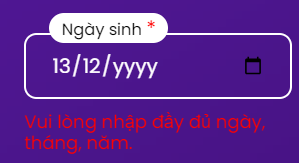 Ngày sinh *
13/12/yyyy
Vui lòng nhập đầy đủ ngày,
tháng, năm.